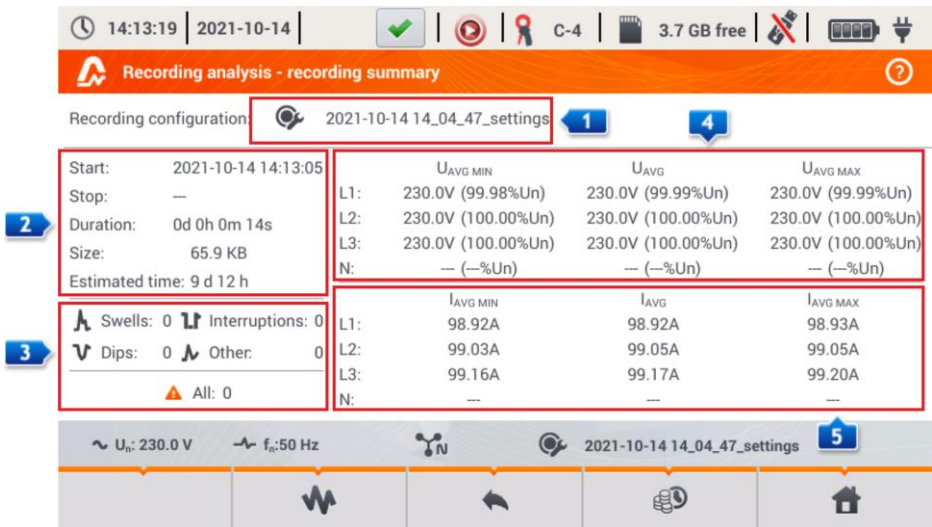 14:13:19 2021-10-14 C-4 3.7 GB free
Recording analysis - recording summary ?
Recording configuration: 2021-10-14 14_04_47_settings 1
4
2
Start: 2021-10-14 14:13:05
Stop: ---
Duration: 0d 0h 0m 14s
Size: 65.9 KB
Estimated time: 9 d 12 h
UAVG MIN UAVG UAVG MAX
L1: 230.0V (99.98%Un) 230.0V (99.99%Un) 230.0V (99.99%Un)
L2: 230.0V (100.00%Un) 230.0V (100.00%Un) 230.0V (100.00%Un)
L3: 230.0V (100.00%Un) 230.0V (100.00%Un) 230.0V (100.00%Un)
N: --- (---%Un) --- (---%Un) --- (---%Un)
3
Swells: 0 Interruptions: 0
Dips: 0 Other: 0
All: 0
IAVG MIN IAVG IAVG MAX
L1: 98.92A 98.92A 98.93A
L2: 99.03A 99.05A 99.05A
L3: 99.16A 99.17A 99.20A
N: --- --- ---
5
Un: 230.0 V fn:50 Hz N 2021-10-14 14_04_47_settings